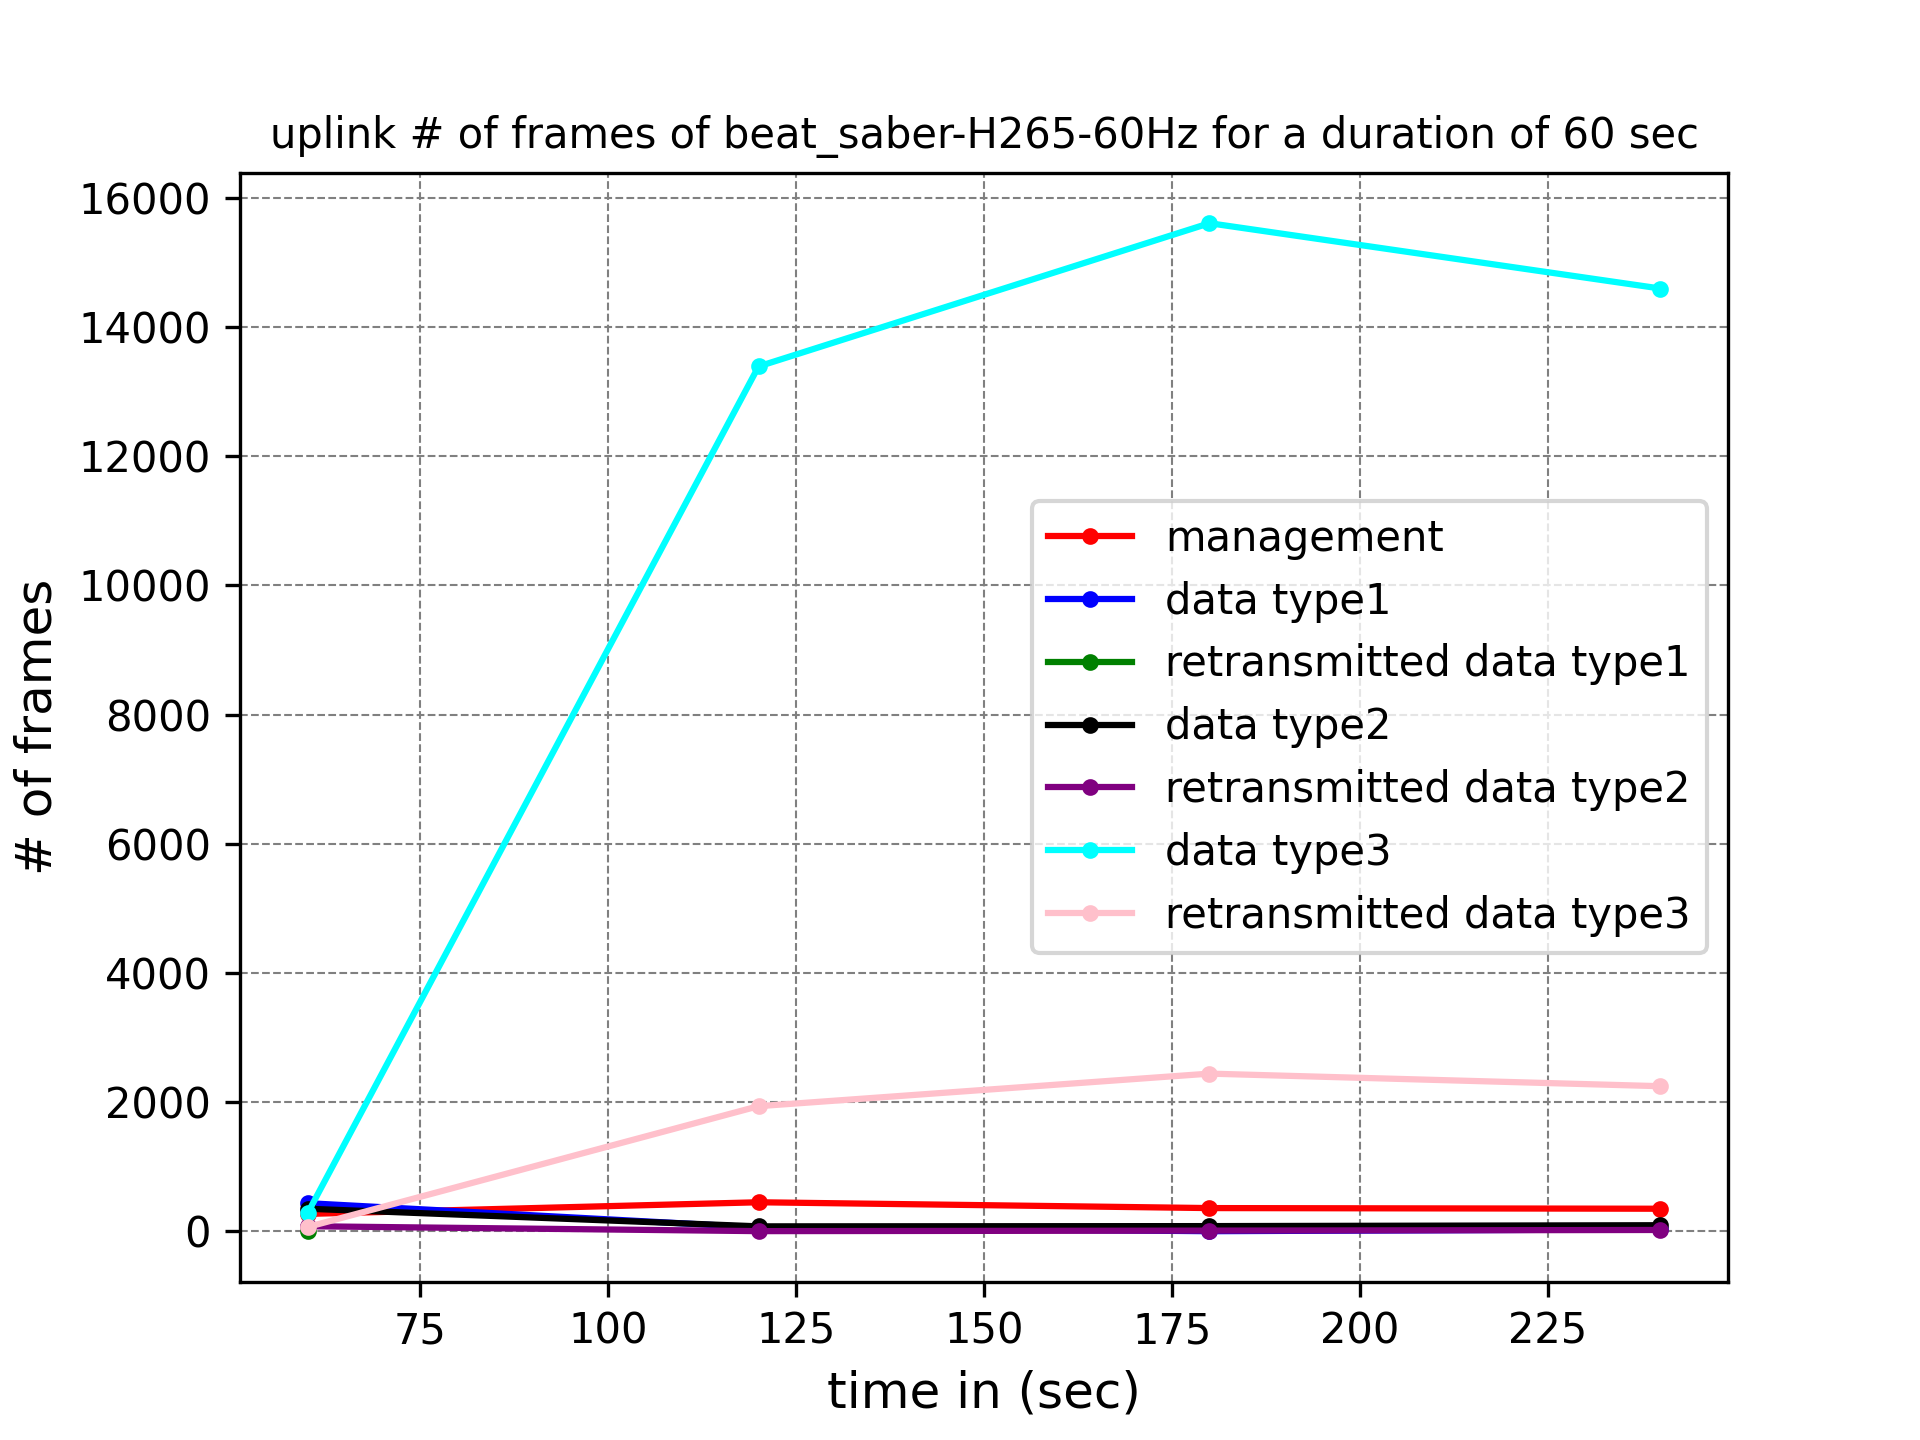 uplink # of frames of beat_saber-H265-60Hz for a duration of 60 sec
16000
14000
12000
10000
8000
6000
4000
2000
0
# of frames
management
data type1
retransmitted data type1
data type2
retransmitted data type2
data type3
retransmitted data type3
75 100 125 150 175 200 225
time in (sec)